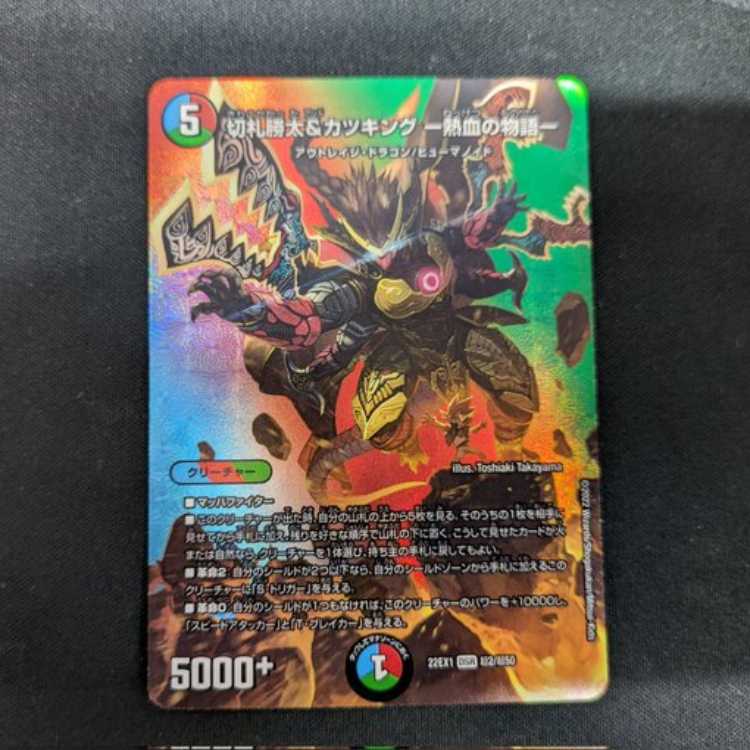 5
切札勝太&カツキング ー熱血の物語ー
アウトレイジ・ドラゴン/ヒューマノイド
illus. Toshiaki Takayama
クリーチャー
■マッハファイター
■このクリーチャーが出た時、自分の山札の上から5枚を見る。そのうちの1枚を相手に
見せてから手札に加え、残りを好きな順序で山札の下に置く。こうして見せたカードが火
または自然なら、クリーチャーを1体選び、持ち主の手札に戻してもよい。
■革命2:自分のシールドが2つ以下なら、自分のシールドゾーンから手札に加えるこの
クリーチャーに「S・トリガー」を与える。
■革命0:自分のシールドが1つもなければ、このクリーチャーのパワーを+10000し、
「スピードアタッカー」と「T・ブレイカー」を与える。
5000+
1
22EX1 DSR